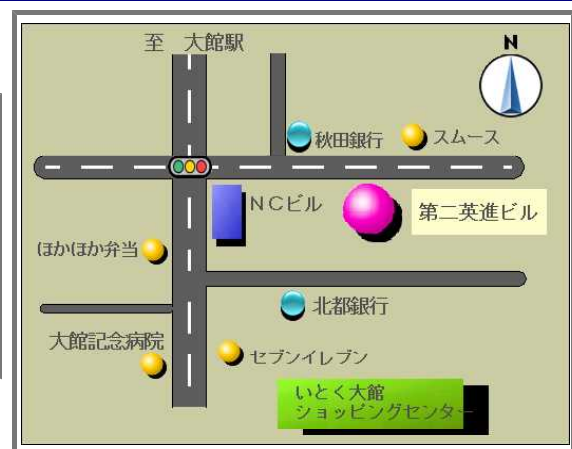 至　大館駅
N
秋田銀行
スムース
NCビル
第二英進ビル
ほかほか弁当
北都銀行
大館記念病院
セブンイレブン
いとく大館
ショッピングセンター